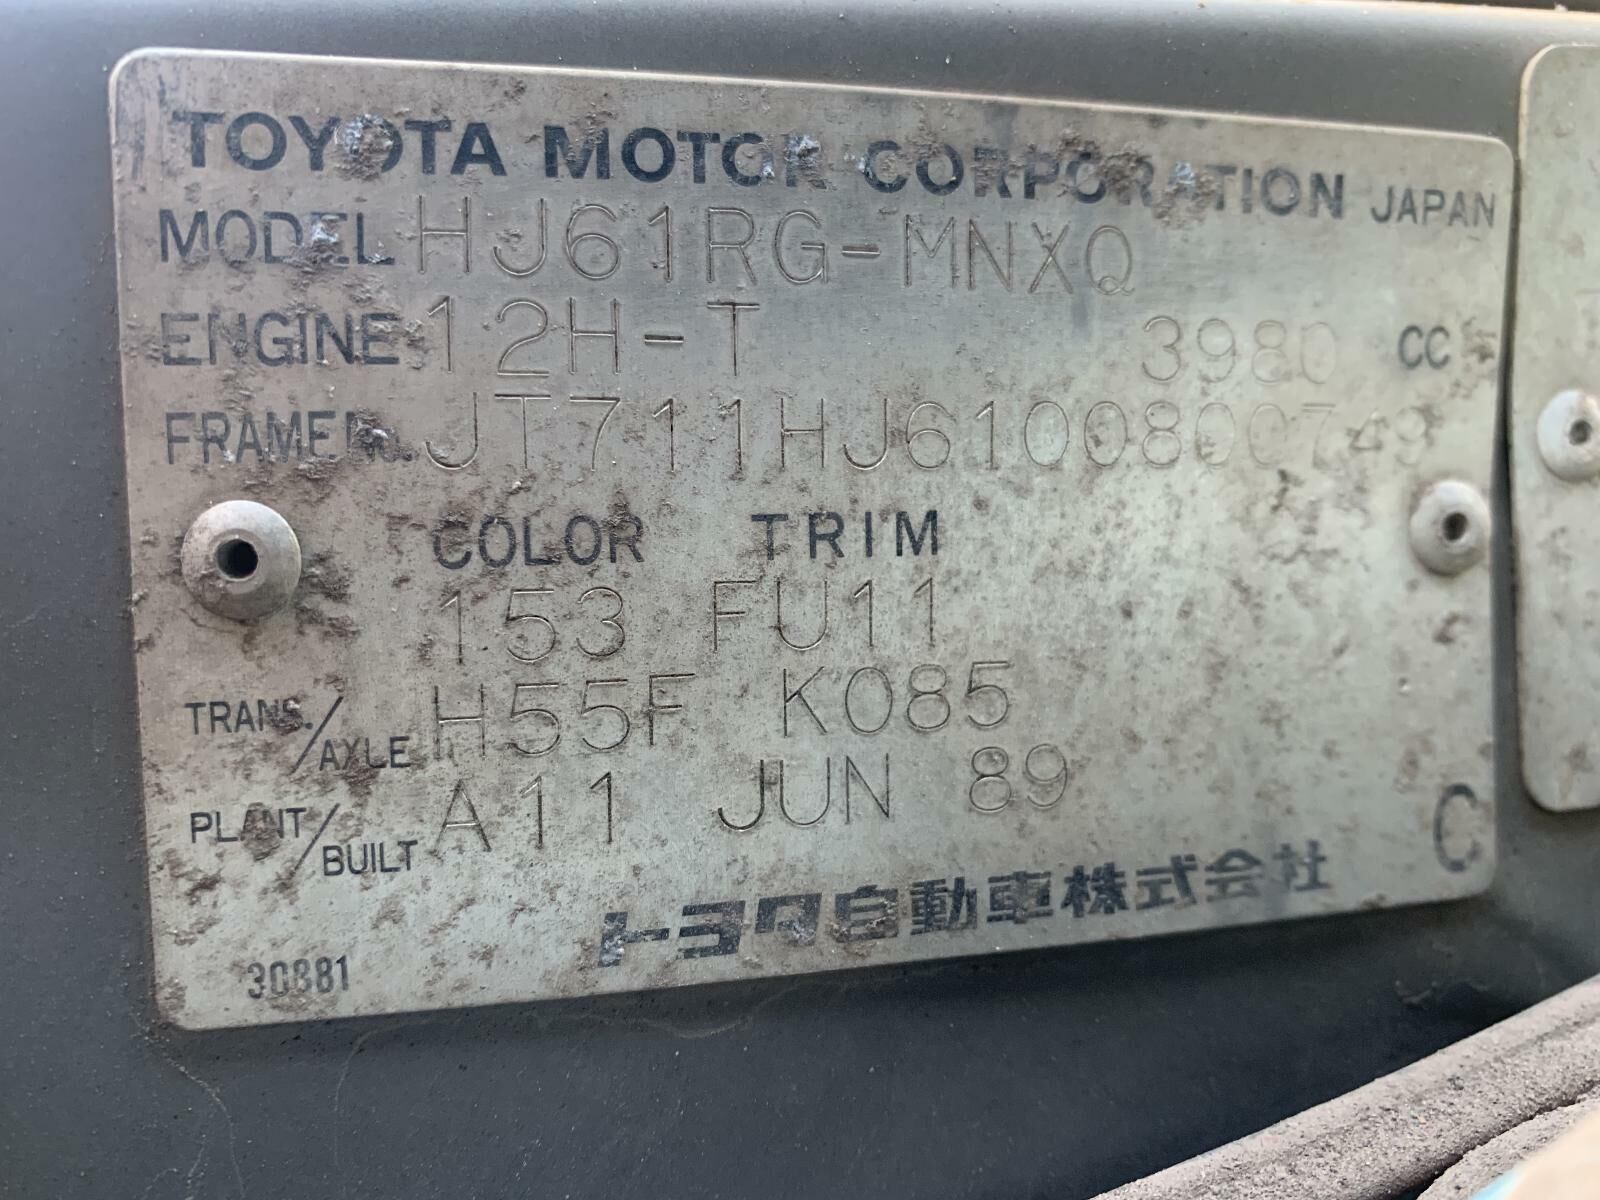 TOYOTA MOTOR CORPORATION JAPAN
MODEL HJ61RG-MNXQ
ENGINE 12H-T 3980 CC
FRAME No. JT711HJ6100800749
COLOR TRIM
153 FU11
TRANS./AXLE H55F K085
PLANT/BUILT A11 JUN 89
C
トヨタ自動車株式会社
30881